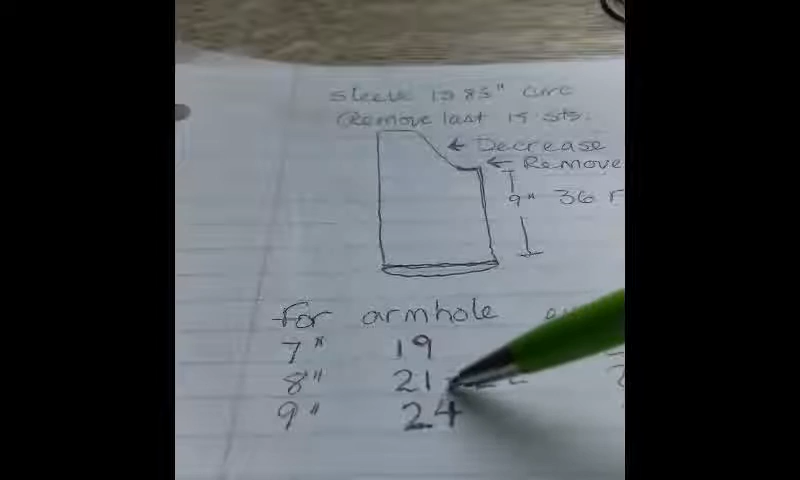 Sleeve is 85" circ
Remove last 15 sts.
← Decrease
← Remove
9" 36
For armhole
7" 19
8" 21
9" 24